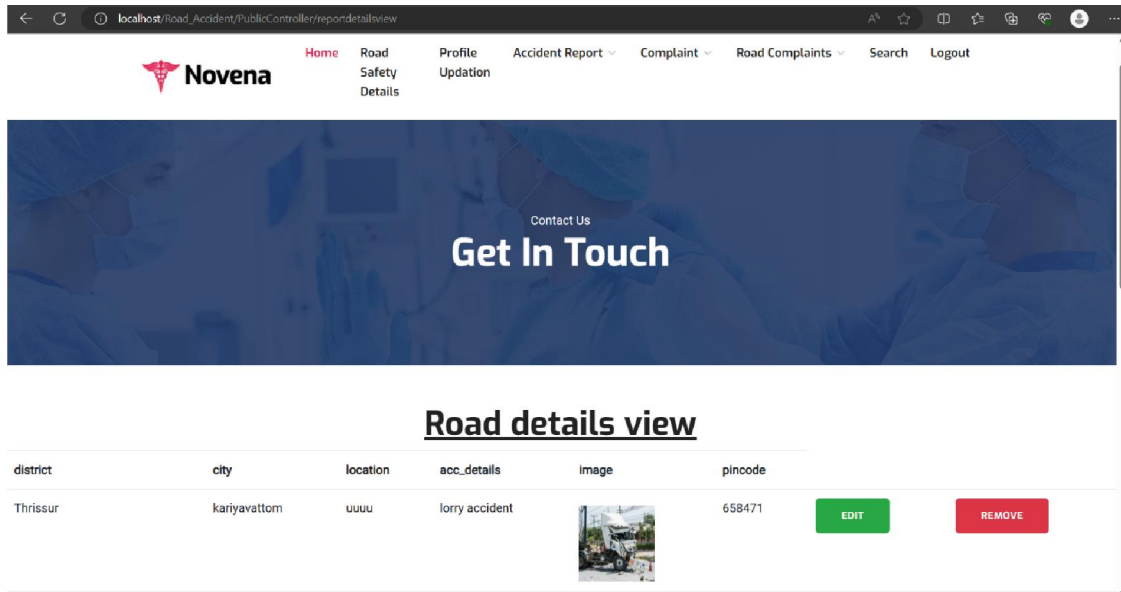 localhost/Road_Accident/PublicController/reportdetailsview
Novena
Home
Road Safety Details
Profile Updation
Accident Report
Complaint
Road Complaints
Search
Logout
Contact Us
Get In Touch
Road details view
district city location acc_details image pincode
Thrissur kariyavattom uuuu lorry accident 658471 EDIT REMOVE